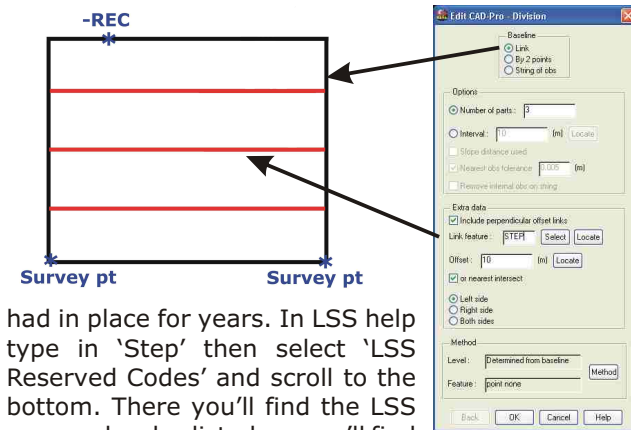 -REC
Survey pt
Survey pt
had in place for years. In LSS help
type in ‘Step’ then select ‘LSS
Reserved Codes’ and scroll to the
bottom. There you’ll find the LSS
Edit CAD-Pro - Division
Baseline
Link
By 2 points
String of obs
Options
Number of parts: 3
Interval: 10 (m) Locate
Slope distance used
Nearest obs tolerance 0.005 (m)
Remove internal obs on string
Extra data
Include perpendicular offset links
Link feature: STEP Select Locate
Offset: 10 (m) Locate
or nearest intersect
Left side
Right side
Both sides
Method
Level: Determined from baseline
Method
Feature: point none
Back OK Cancel Help